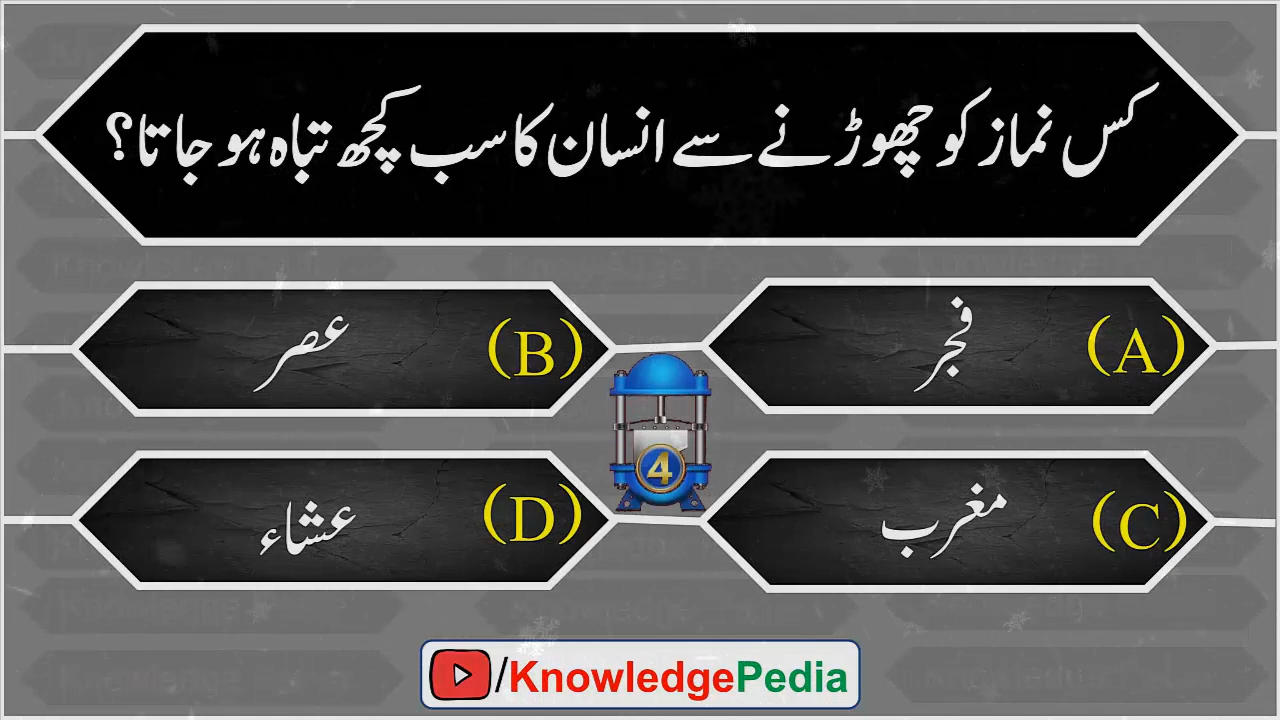 کس نماز کو چھوڑنے سے انسان کا سب کچھ تباہ ہو جاتا؟
(A) فجر
(B) عصر
(C) مغرب
(D) عشاء
4
/KnowledgePedia